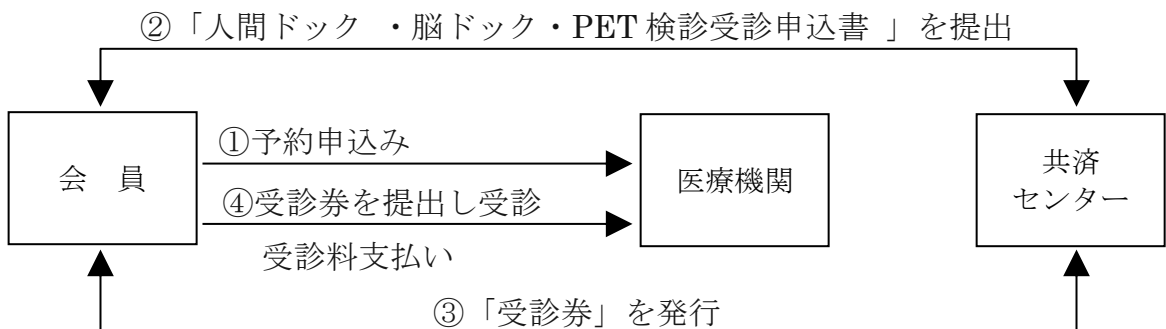 ②「人間ドック ・脳ドック・PET 検診受診申込書 」を提出
会 員
①予約申込み
④受診券を提出し受診
受診料支払い
医療機関
共済
センター
③「受診券」を発行